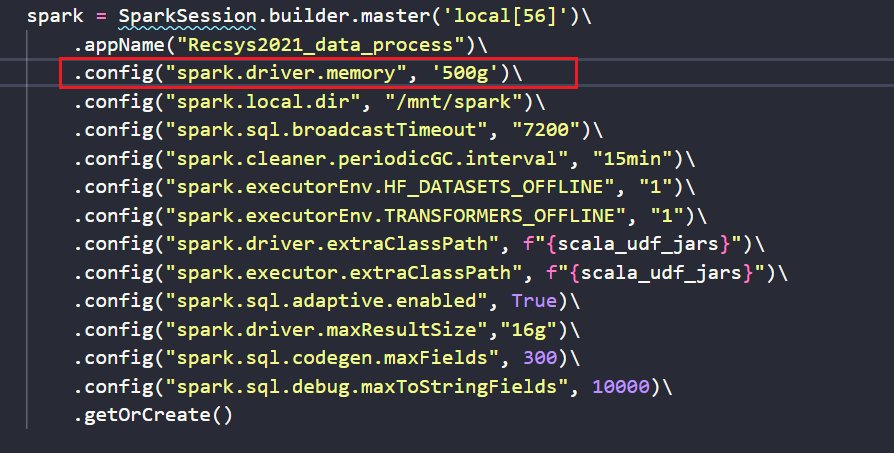 spark = SparkSession.builder.master('local[56]')\
.appName("Recsys2021_data_process")\
.config("spark.driver.memory", '500g')\
.config("spark.local.dir", "/mnt/spark")\
.config("spark.sql.broadcastTimeout", "7200")\
.config("spark.cleaner.periodicGC.interval", "15min")\
.config("spark.executorEnv.HF_DATASETS_OFFLINE", "1")\
.config("spark.executorEnv.TRANSFORMERS_OFFLINE", "1")\
.config("spark.driver.extraClassPath", f"{scala_udf_jars}")\
.config("spark.executor.extraClassPath", f"{scala_udf_jars}")\
.config("spark.sql.adaptive.enabled", True)\
.config("spark.driver.maxResultSize","16g")\
.config("spark.sql.codegen.maxFields", 300)\
.config("spark.sql.debug.maxToStringFields", 10000)\
.getOrCreate()